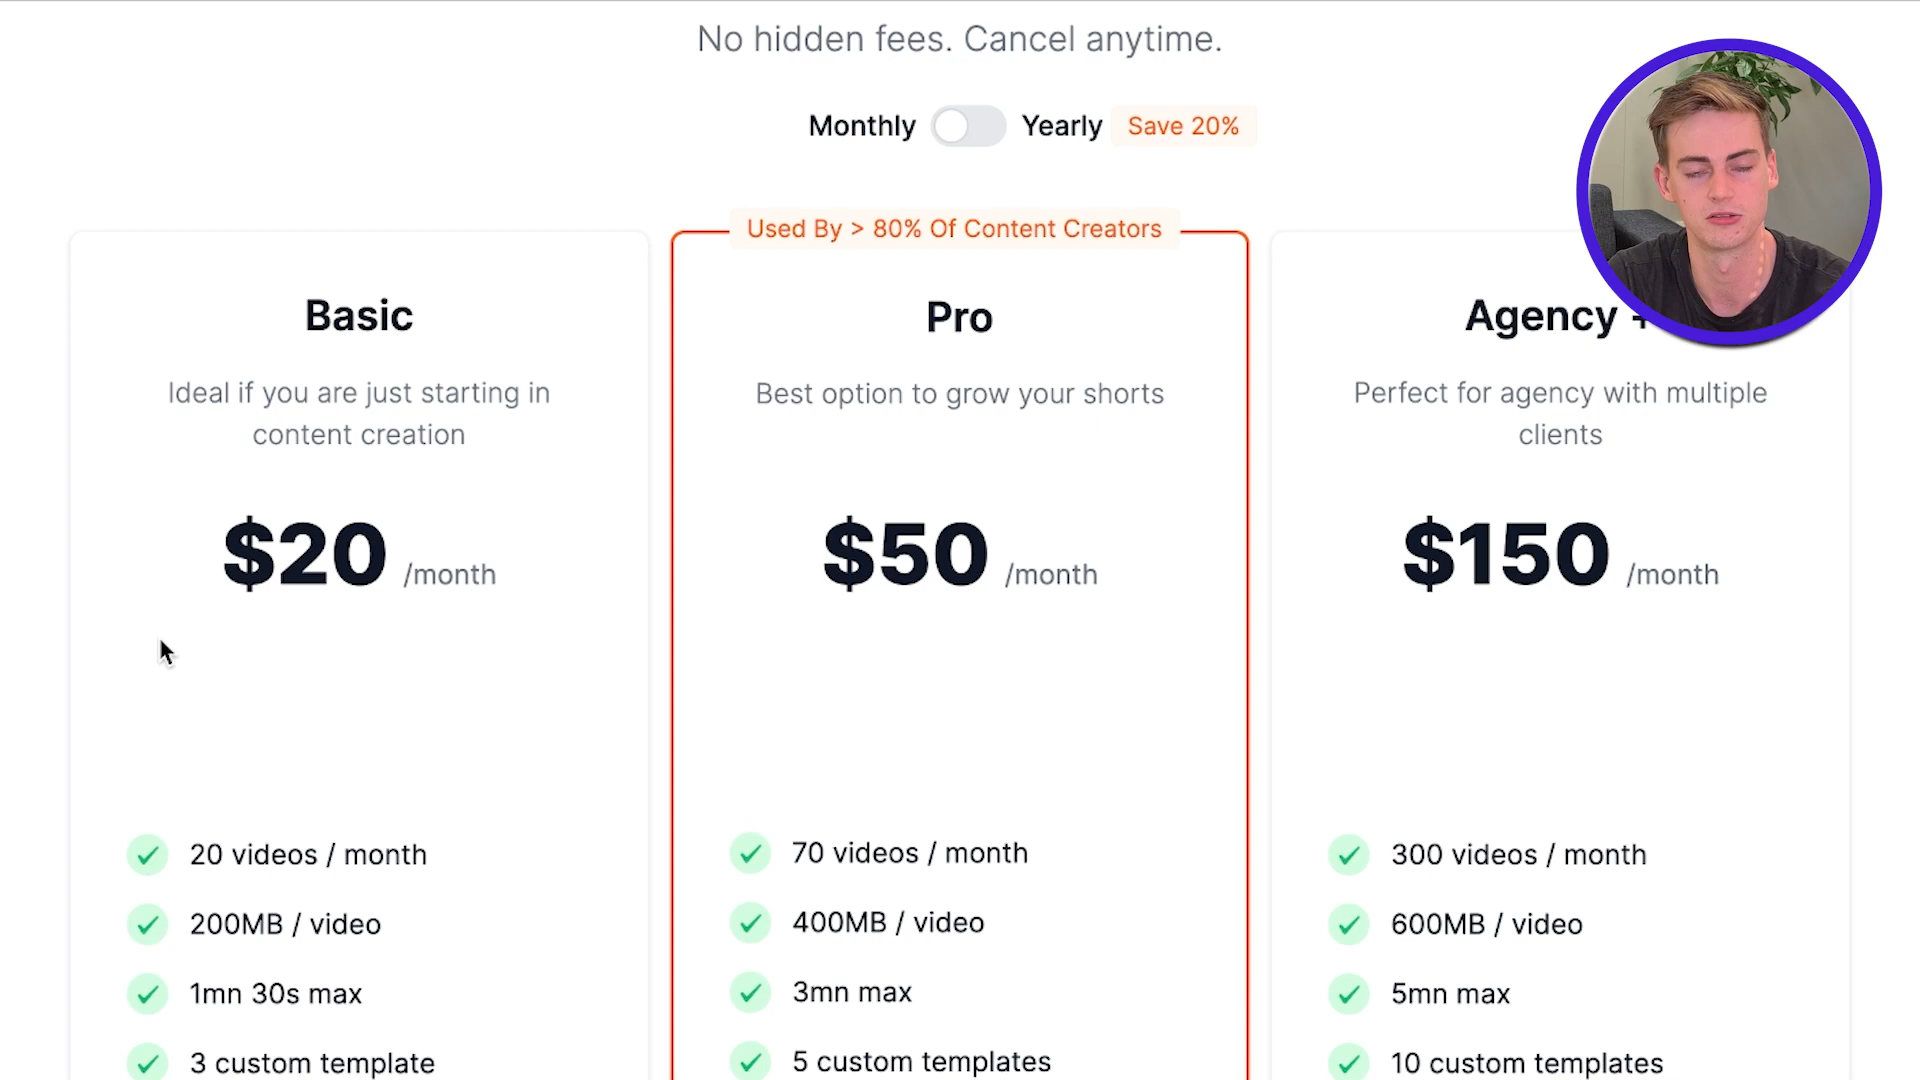 No hidden fees. Cancel anytime.
Monthly Yearly Save 20%
Used By > 80% Of Content Creators
Basic
Ideal if you are just starting in
content creation
$20 /month
20 videos / month
200MB / video
1mn 30s max
3 custom template
Pro
Best option to grow your shorts
$50 /month
70 videos / month
400MB / video
3mn max
5 custom templates
Agency +
Perfect for agency with multiple
clients
$150 /month
300 videos / month
600MB / video
5mn max
10 custom templates